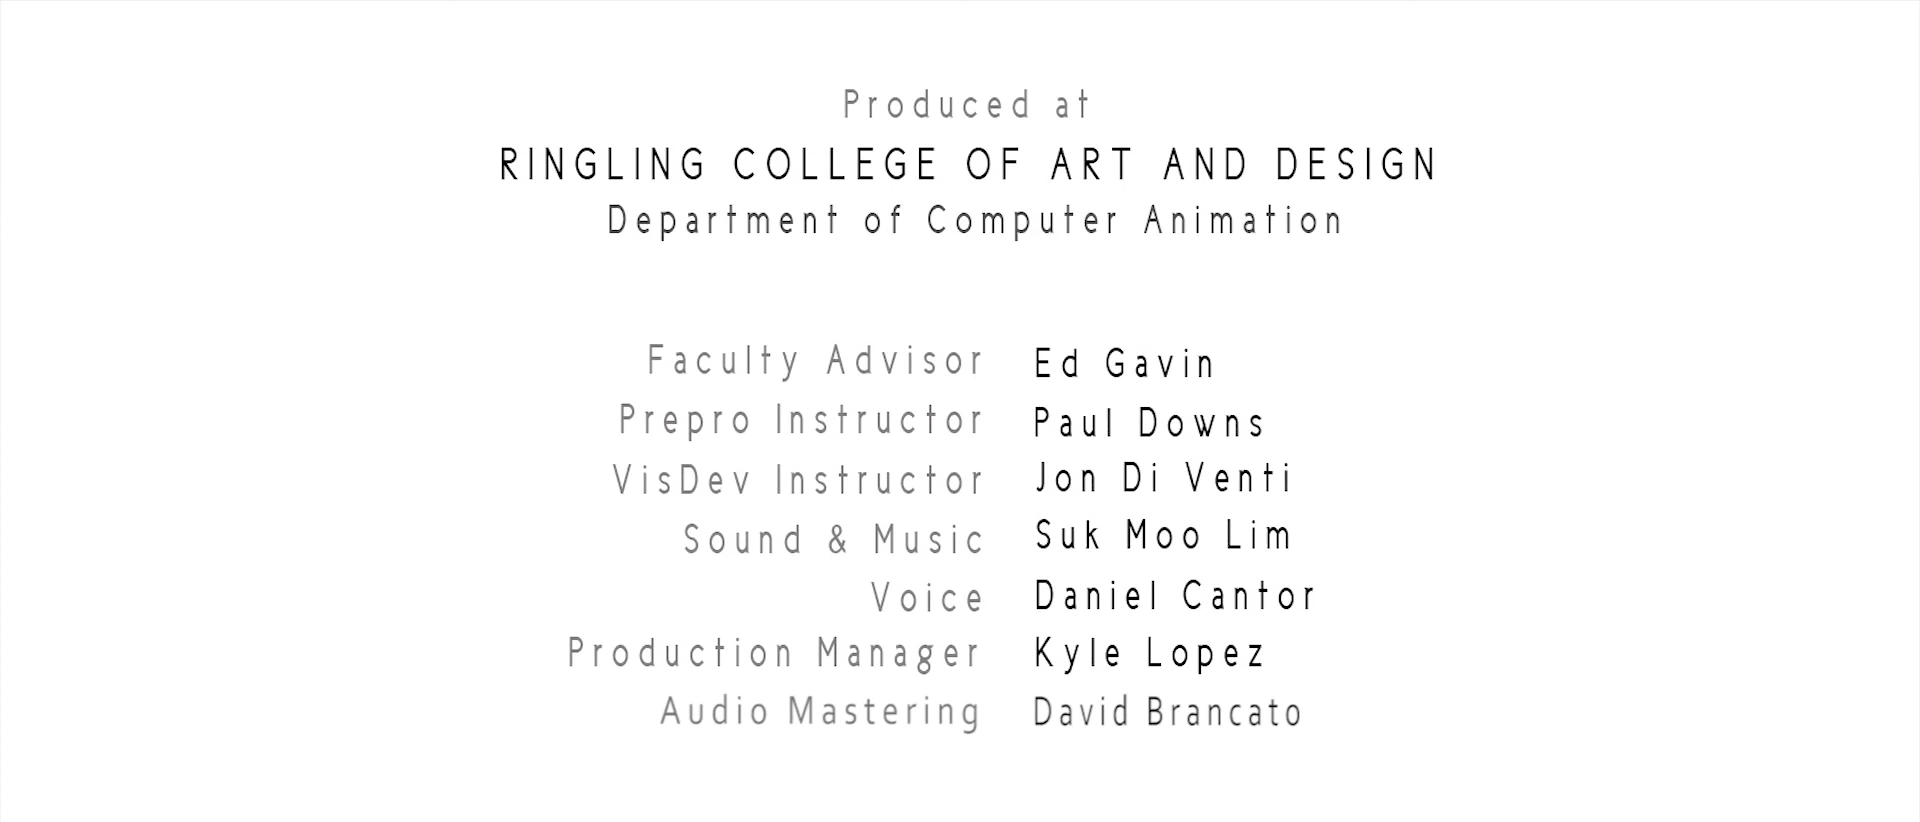 Produced at
RINGLING COLLEGE OF ART AND DESIGN
Department of Computer Animation
Faculty Advisor Ed Gavin
Prepro Instructor Paul Downs
VisDev Instructor Jon Di Venti
Sound & Music Suk Moo Lim
Voice Daniel Cantor
Production Manager Kyle Lopez
Audio Mastering David Brancato